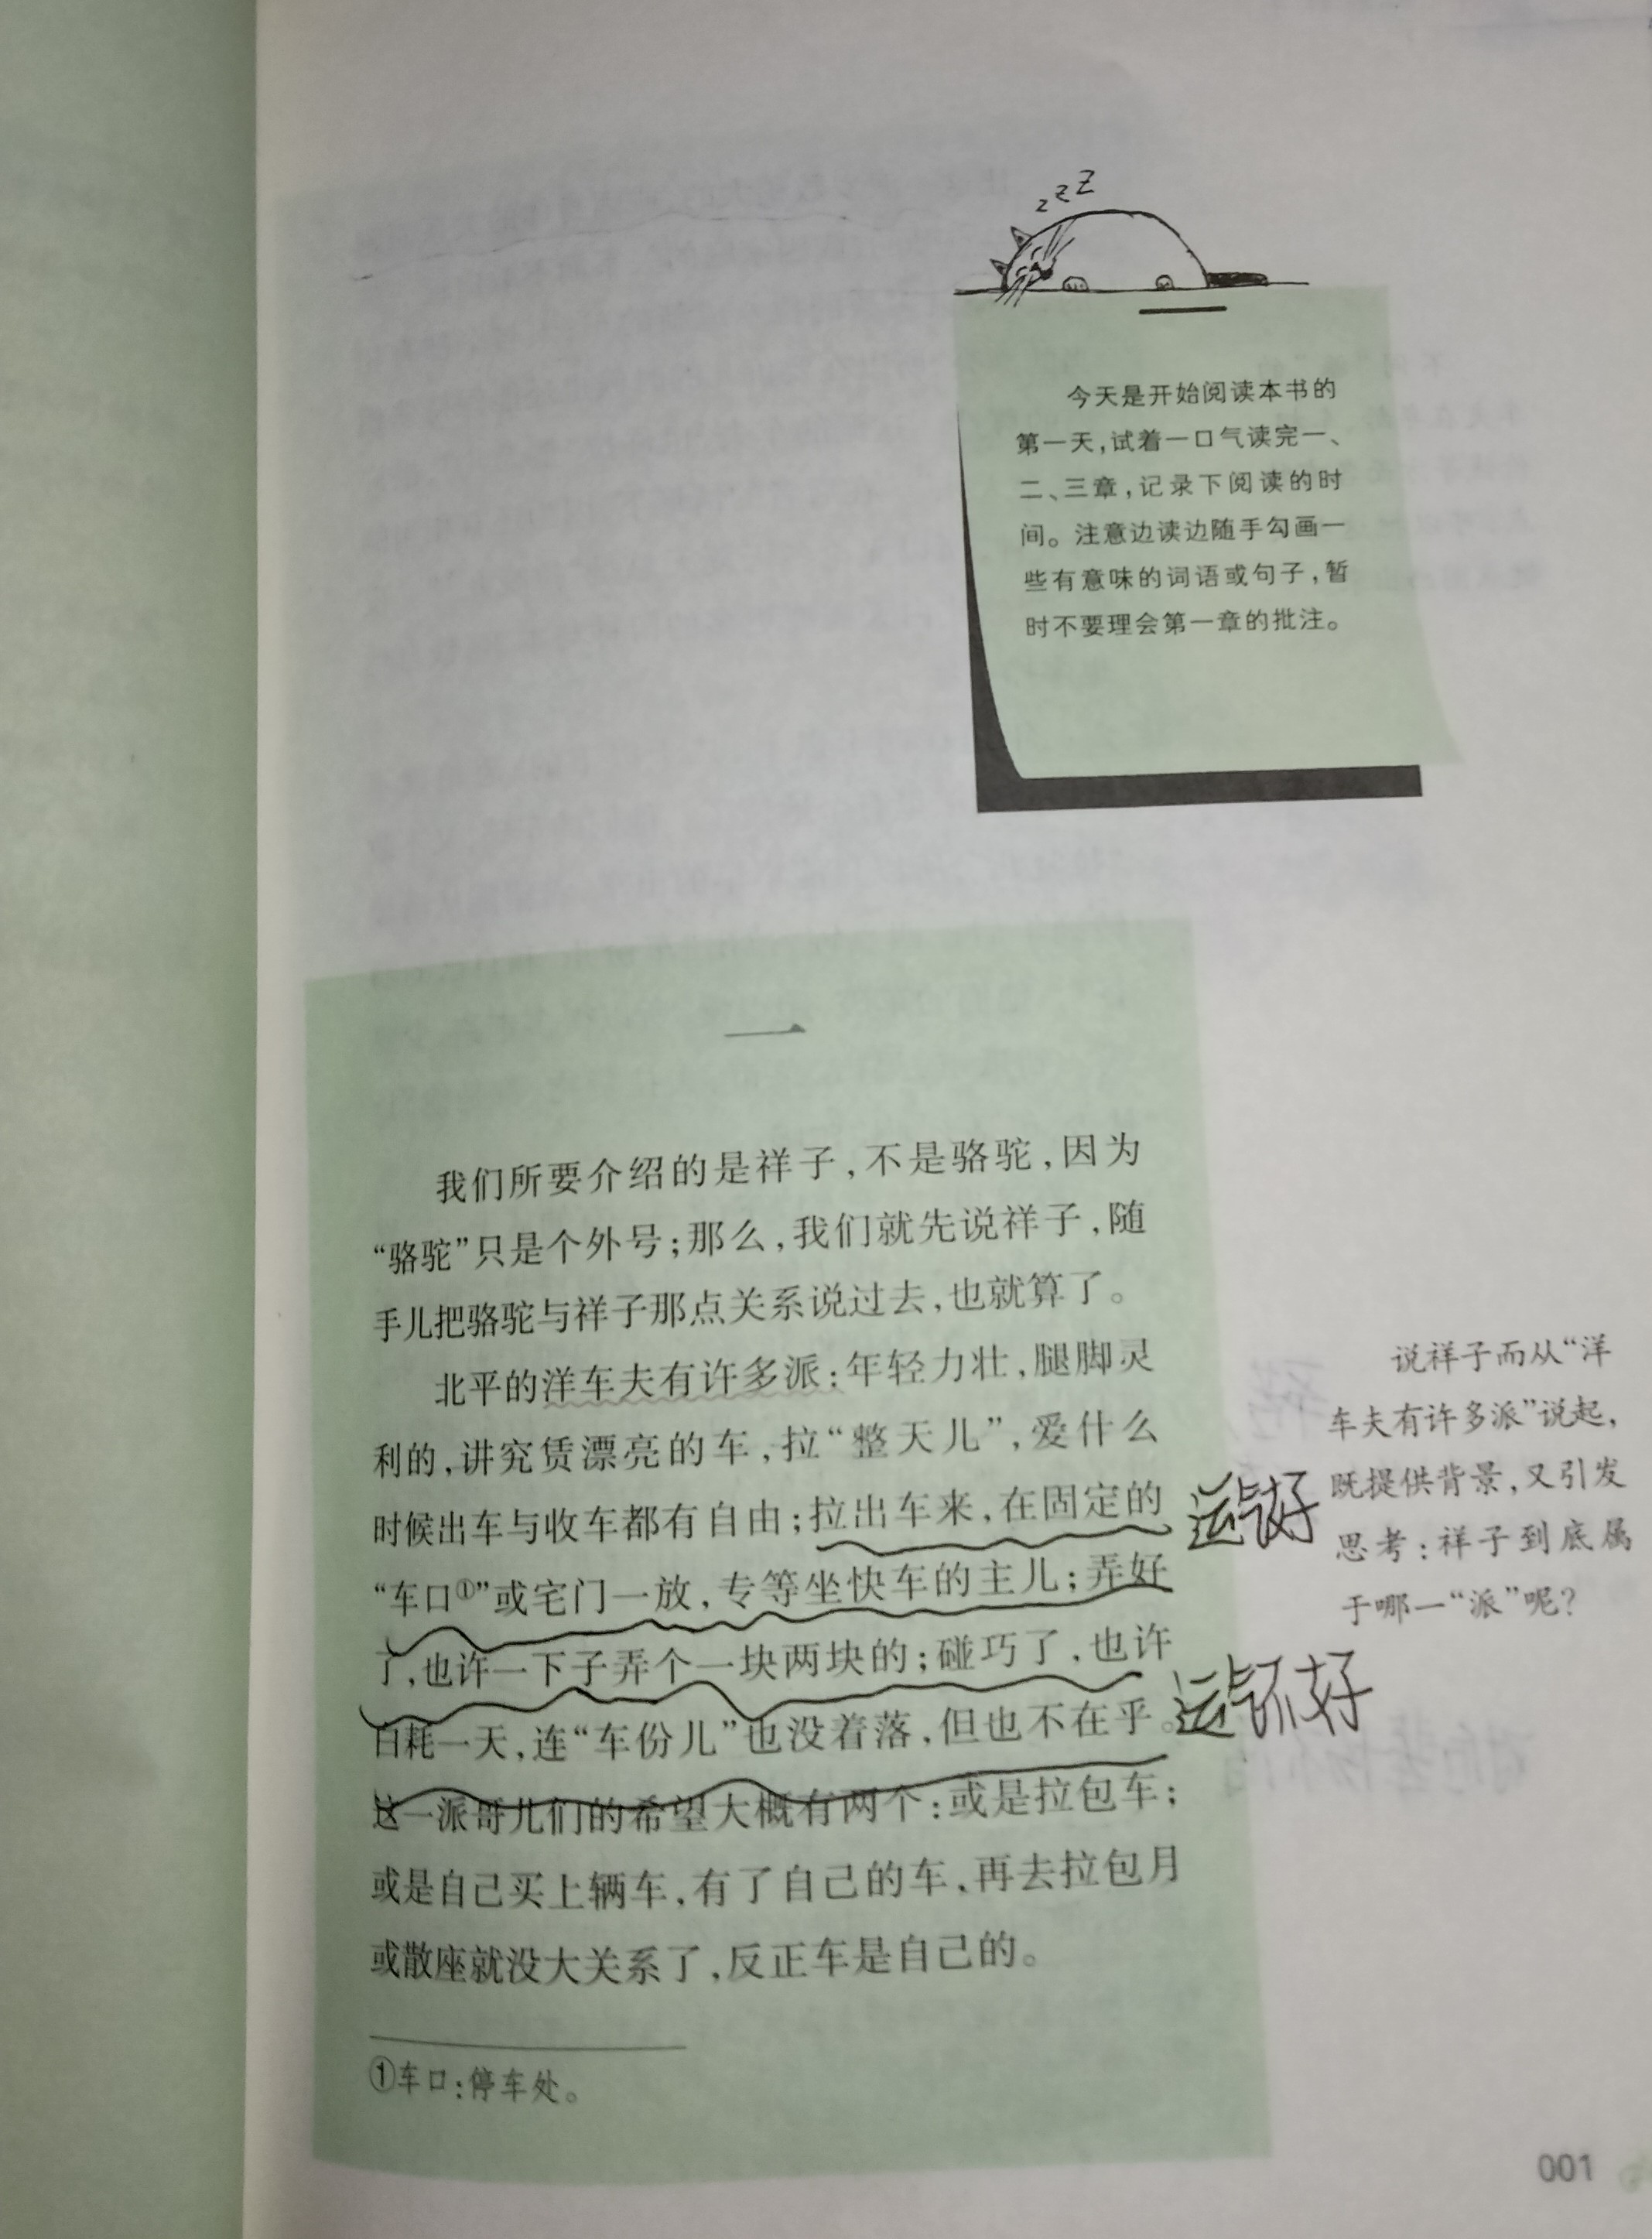 z z Z
今天是开始阅读本书的
第一天，试着一口气读完一、
二、三章，记录下阅读的时
间。注意边读边随手勾画一
些有意味的词语或句子，暂
时不要理会第一章的批注。
一
我们所要介绍的是祥子，不是骆驼，因为
“骆驼”只是个外号；那么，我们就先说祥子，随
手儿把骆驼与祥子那点关系说过去，也就算了。
北平的洋车夫有许多派：年轻力壮，腿脚灵
利的，讲究赁漂亮的车，拉“整天儿”，爱什么
时候出车与收车都有自由；拉出车来，在固定的
“车口①”或宅门一放，专等坐快车的主儿；弄好
了，也许一下子弄个一块两块的；碰巧了，也许
白耗一天，连“车份儿”也没着落，但也不在乎。
这一派哥儿们的希望大概有两个：或是拉包车；
或是自己买上辆车，有了自己的车，再去拉包月
或散座就没大关系了，反正车是自己的。
①车口：停车处。
说祥子而从“洋
车夫有许多派”说起，
既提供背景，又引发
思考：祥子到底属
于哪一“派”呢？
运气好
运气不好
001